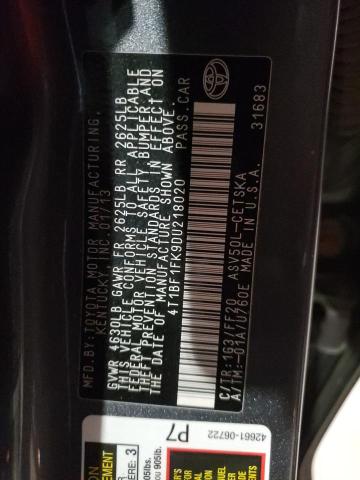 MFD.BY: TOYOTA MOTOR MANUFACTURING,
KENTUCKY, INC. 01/13
GVWR 4630LB GAWR FR 2625LB RR 2625LB
THIS VEHICLE CONFORMS TO ALL APPLICABLE
FEDERAL MOTOR VEHICLE SAFETY, BUMPER, AND
THEFT PREVENTION STANDARDS IN EFFECT ON
THE DATE OF MANUFACTURE SHOWN ABOVE.
4T1BF1FK9DU218020 PASS.CAR
C/TR: 1G3/FF20 ASV50L-CETSKA
A/TM:-01A/U760E MADE IN U.S.A.
31683
42661-06722
P7